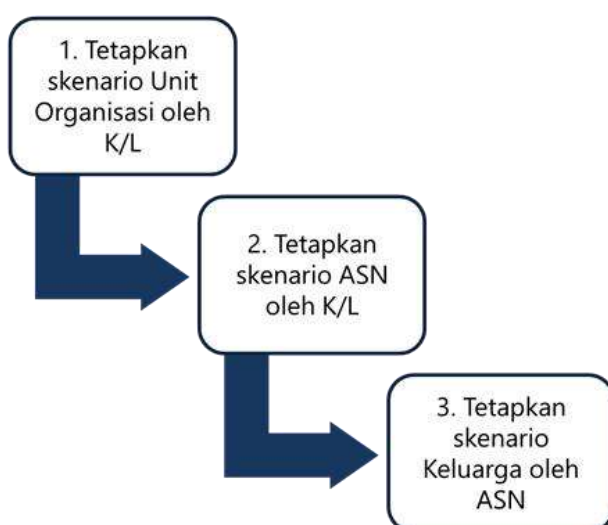 1. Tetapkan
skenario Unit
Organisasi oleh
K/L
2. Tetapkan
skenario ASN
oleh K/L
3. Tetapkan
skenario
Keluarga oleh
ASN